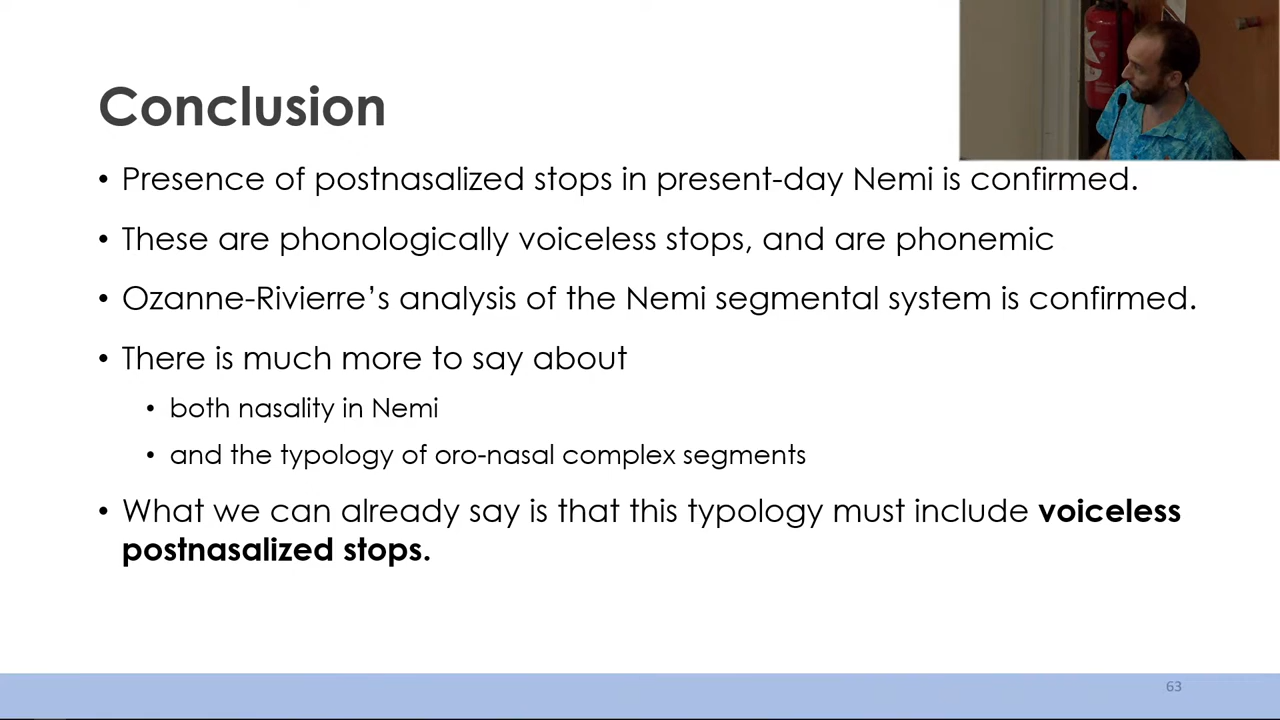 Conclusion
• Presence of postnasalized stops in present-day Nemi is confirmed.
• These are phonologically voiceless stops, and are phonemic
• Ozanne-Rivierre’s analysis of the Nemi segmental system is confirmed.
• There is much more to say about
• both nasality in Nemi
• and the typology of oro-nasal complex segments
• What we can already say is that this typology must include voiceless
postnasalized stops.
63